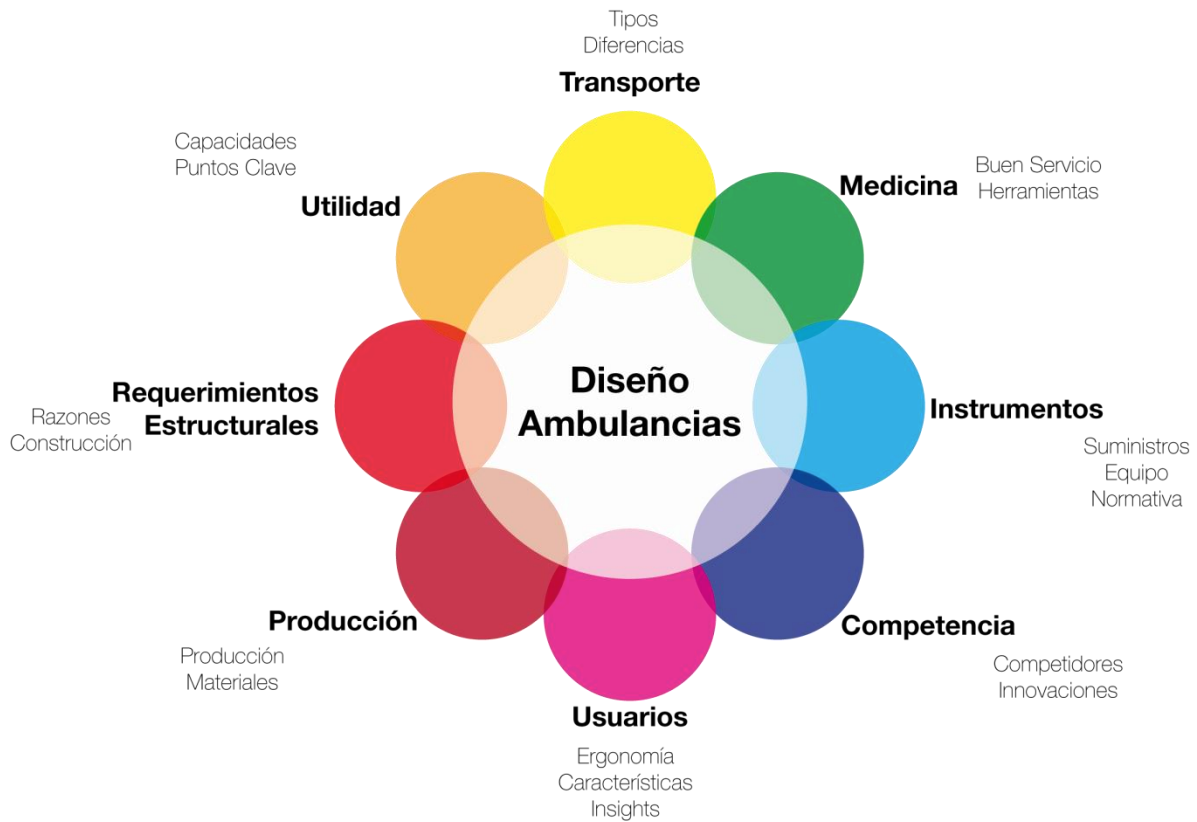 Tipos
Diferencias
Transporte
Capacidades
Puntos Clave
Utilidad
Medicina
Buen Servicio
Herramientas
Diseño
Ambulancias
Requerimientos
Estructurales
Razones
Construcción
Instrumentos
Suministros
Equipo
Normativa
Producción
Producción
Materiales
Competencia
Competidores
Innovaciones
Usuarios
Ergonomía
Características
Insights